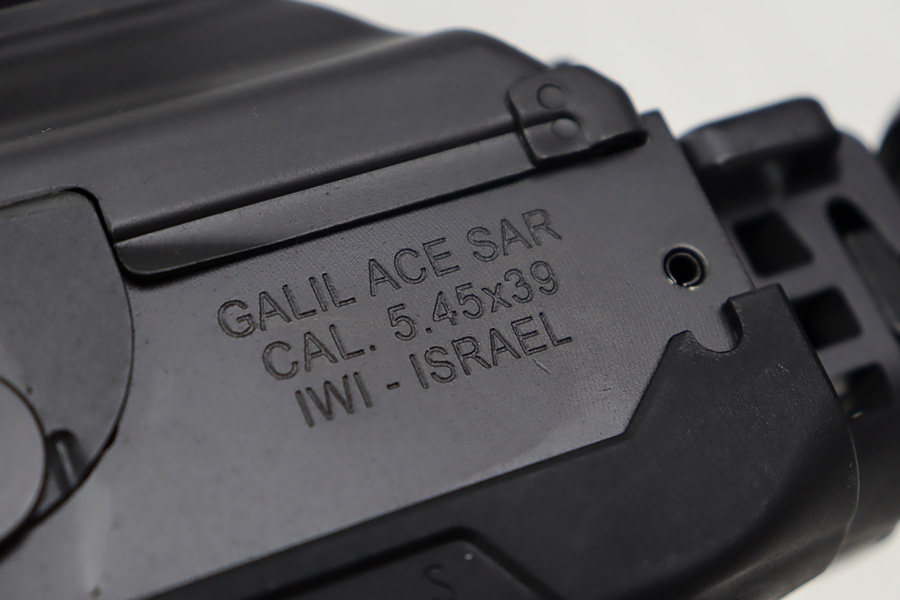 GALIL ACE SAR
CAL. 5.45x39
IWI - ISRAEL
S